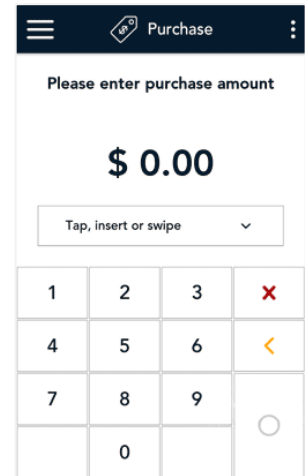 Purchase
Please enter purchase amount
$ 0.00
Tap, insert or swipe
1 2 3
4 5 6
7 8 9
0